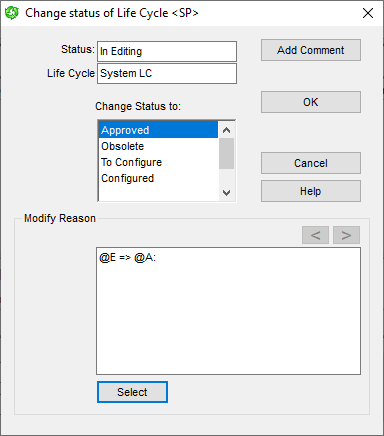 Change status of Life Cycle <SP>
Status: In Editing
Add Comment
Life Cycle System LC
Change Status to:
OK
Approved
Obsolete
To Configure
Configured
Cancel
Help
Modify Reason
< >
@E => @A:
Select